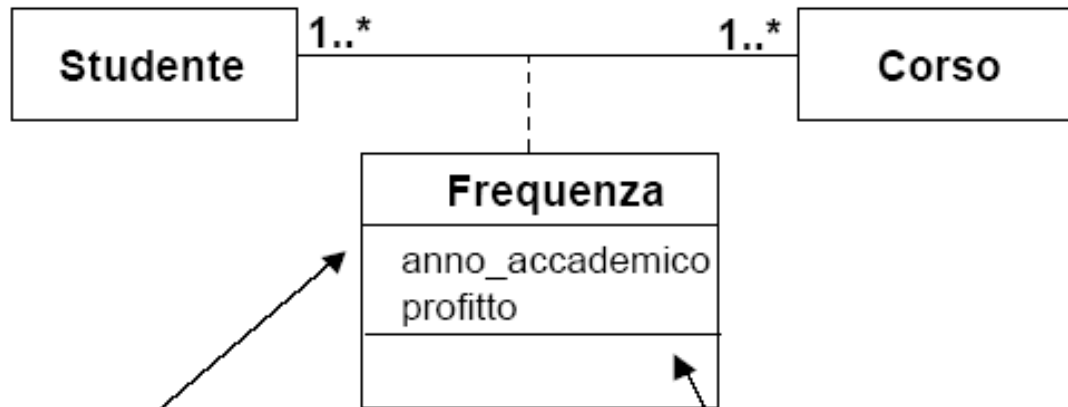 1..*
1..*
Studente
Corso
Frequenza
anno_accademico
profitto